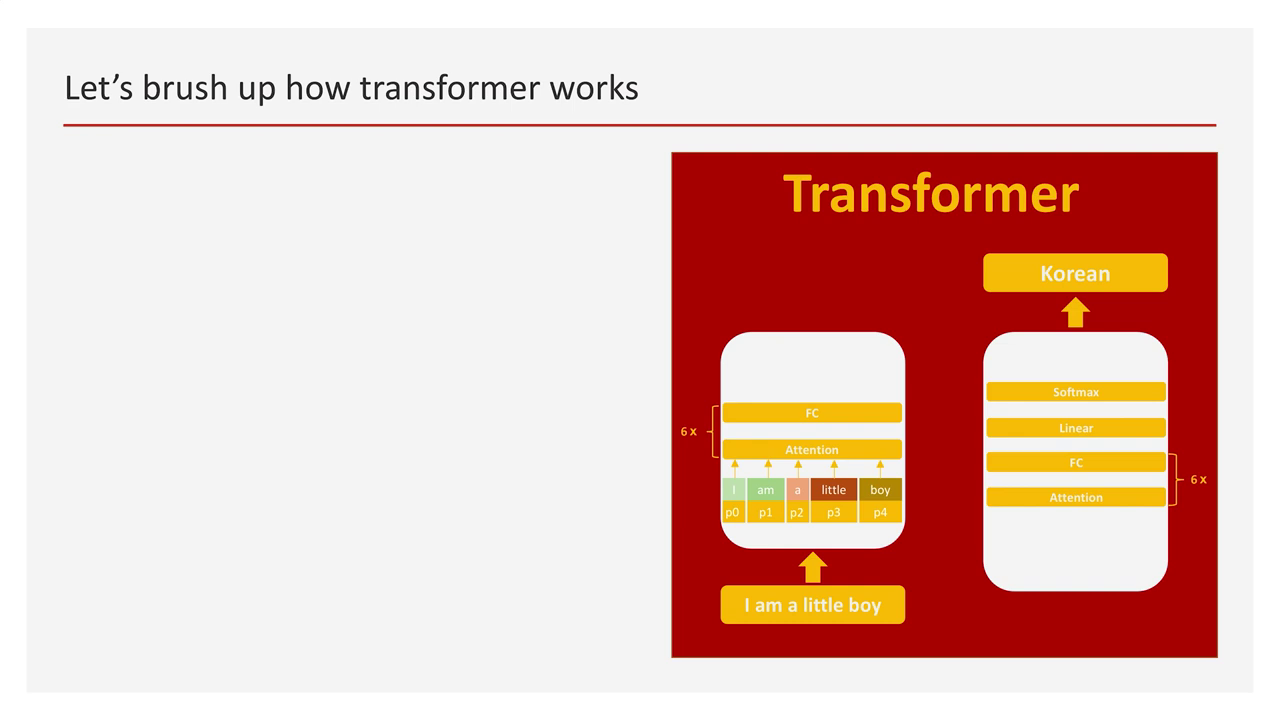 Let's brush up how transformer works
Transformer
Korean
Softmax
Linear
FC
Attention
6 x
FC
Attention
6 x
I am a little boy
p0 p1 p2 p3 p4
I am a little boy